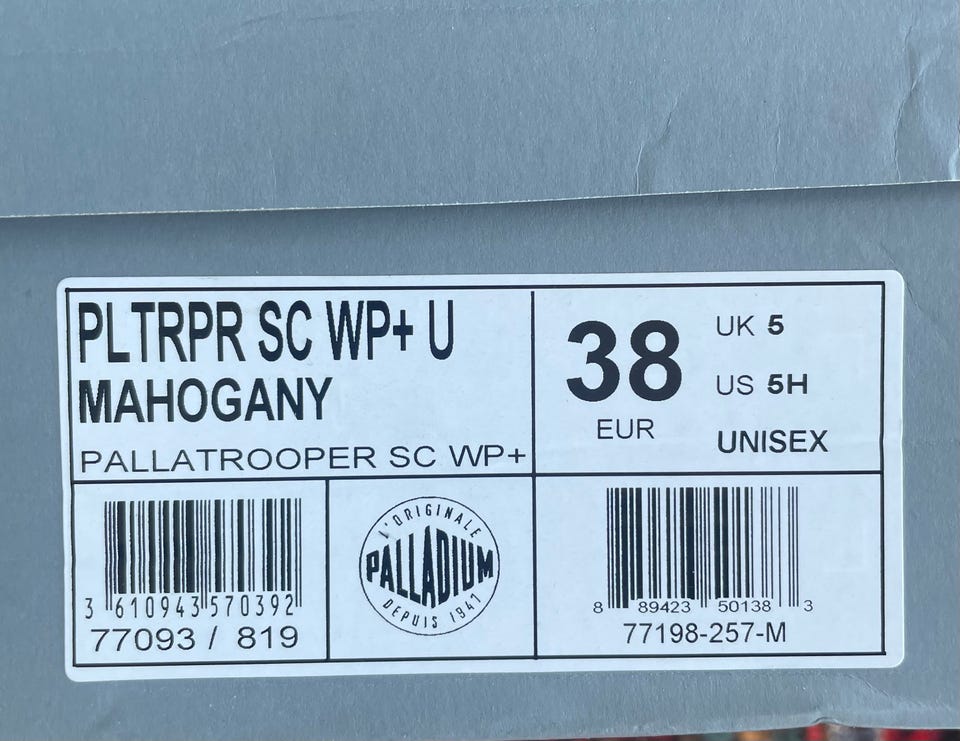 PLTRPR SC WP+ U
MAHOGANY
PALLATROOPER SC WP+
38
EUR
UK 5
US 5H
UNISEX
3 610943 570392
77093 / 819
L'ORIGINALE
PALLADIUM
DEPUIS 1947
8 89423 50138 3
77198-257-M